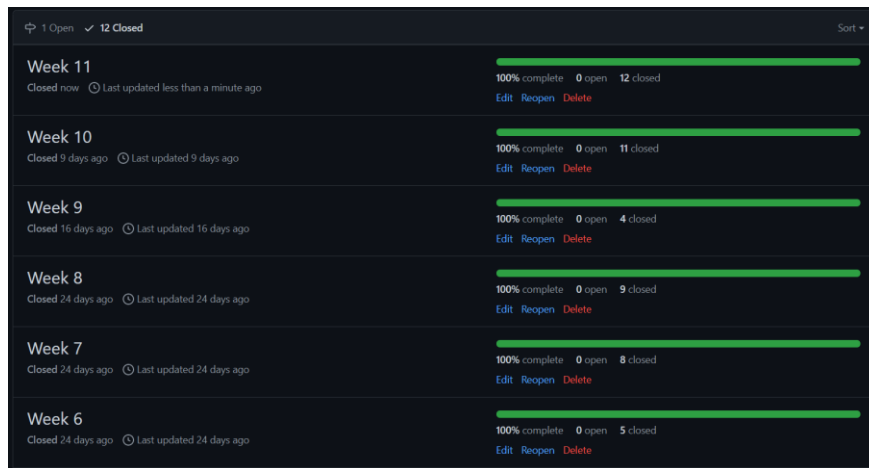 1 Open 12 Closed Sort
Week 11
100% complete 0 open 12 closed
Closed now Last updated less than a minute ago
Edit Reopen Delete
Week 10
100% complete 0 open 11 closed
Closed 9 days ago Last updated 9 days ago
Edit Reopen Delete
Week 9
100% complete 0 open 4 closed
Closed 16 days ago Last updated 16 days ago
Edit Reopen Delete
Week 8
100% complete 0 open 9 closed
Closed 24 days ago Last updated 24 days ago
Edit Reopen Delete
Week 7
100% complete 0 open 8 closed
Closed 24 days ago Last updated 24 days ago
Edit Reopen Delete
Week 6
100% complete 0 open 5 closed
Closed 24 days ago Last updated 24 days ago
Edit Reopen Delete